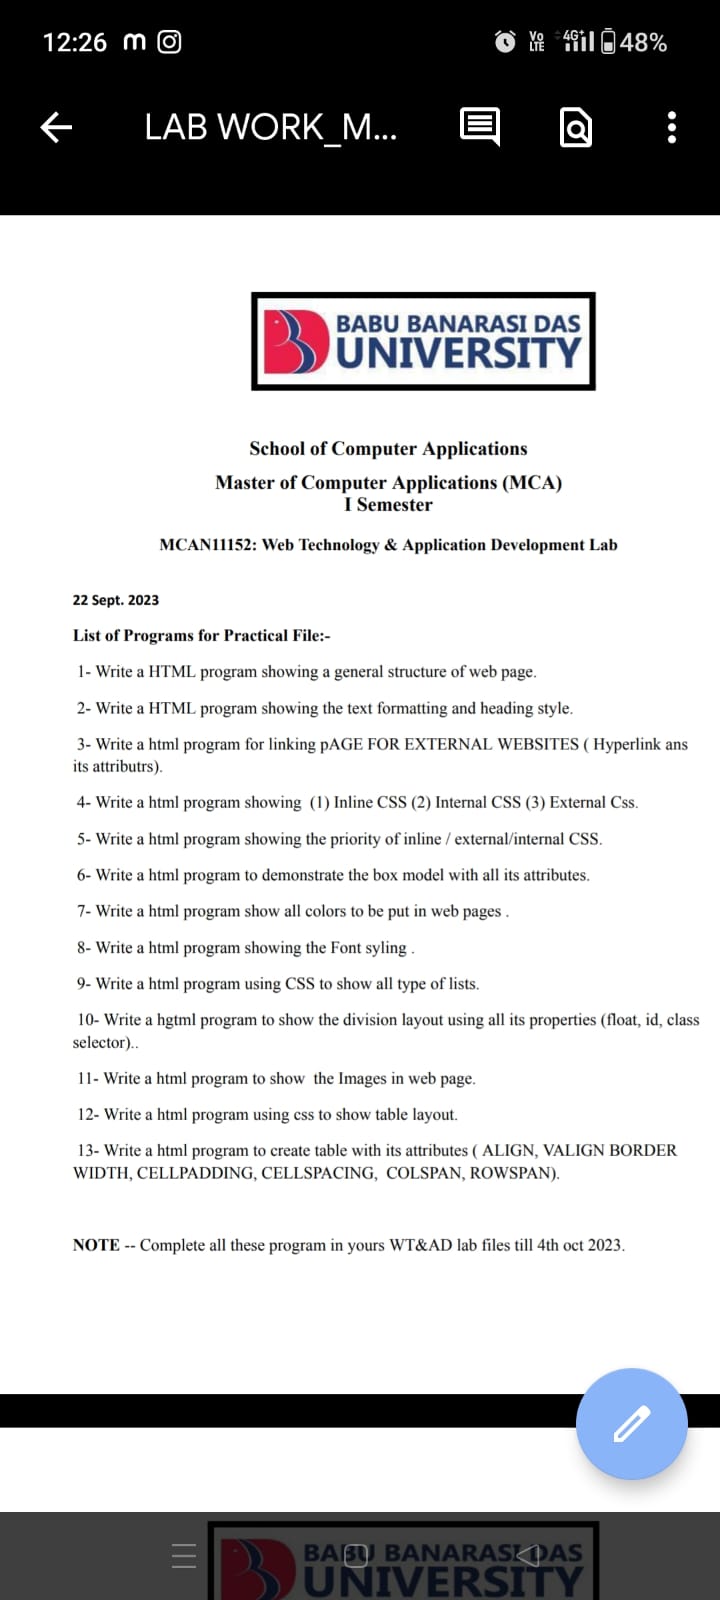 12:26 m
Vo LTE 4G+ 48%
LAB WORK_M...
BABU BANARASI DAS
UNIVERSITY
School of Computer Applications
Master of Computer Applications (MCA)
I Semester
MCAN11152: Web Technology & Application Development Lab
22 Sept. 2023
List of Programs for Practical File:-
1- Write a HTML program showing a general structure of web page.
2- Write a HTML program showing the text formatting and heading style.
3- Write a html program for linking pAGE FOR EXTERNAL WEBSITES ( Hyperlink ans
its attributrs).
4- Write a html program showing (1) Inline CSS (2) Internal CSS (3) External Css.
5- Write a html program showing the priority of inline / external/internal CSS.
6- Write a html program to demonstrate the box model with all its attributes.
7- Write a html program show all colors to be put in web pages .
8- Write a html program showing the Font syling .
9- Write a html program using CSS to show all type of lists.
10- Write a hgtml program to show the division layout using all its properties (float, id, class
selector)..
11- Write a html program to show the Images in web page.
12- Write a html program using css to show table layout.
13- Write a html program to create table with its attributes ( ALIGN, VALIGN BORDER
WIDTH, CELLPADDING, CELLSPACING, COLSPAN, ROWSPAN).
NOTE -- Complete all these program in yours WT&AD lab files till 4th oct 2023.
BABU BANARASI DAS
UNIVERSITY